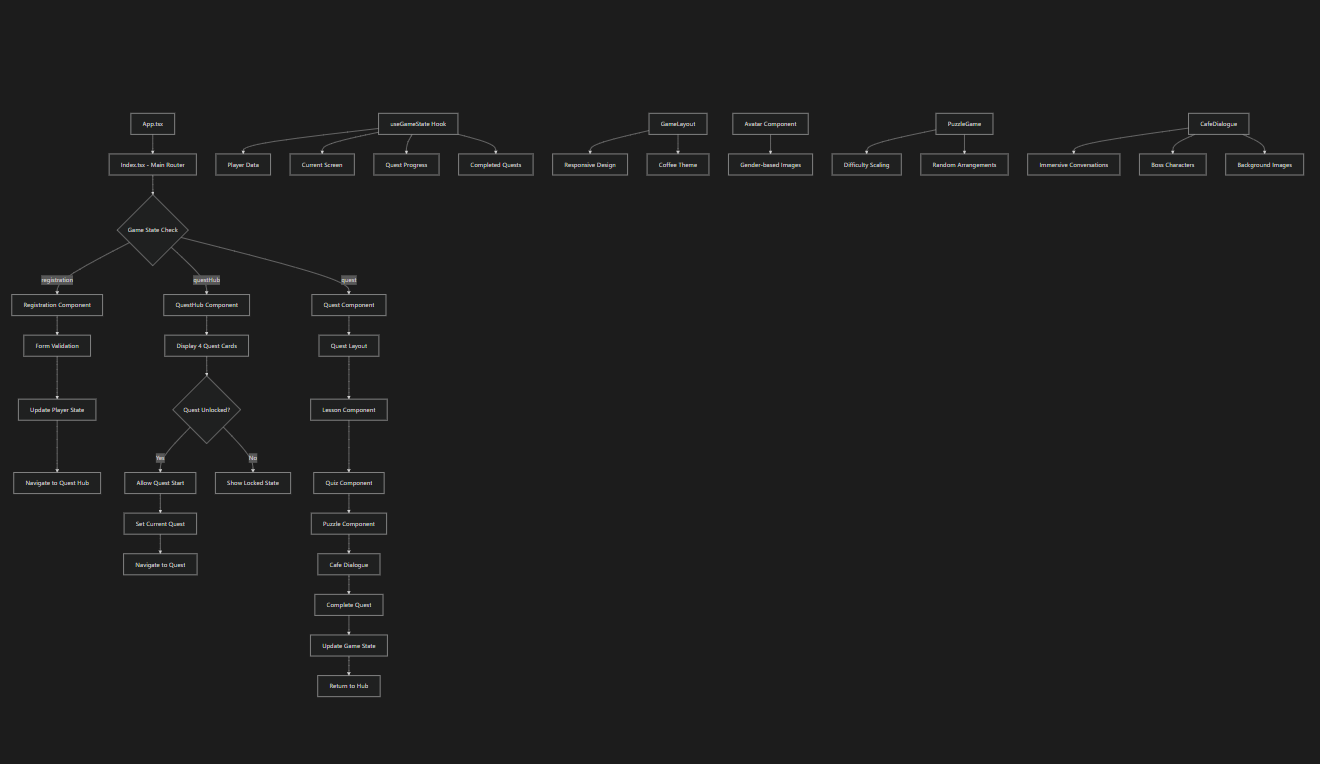 App.tsx
useGameState Hook
GameLayout
Avatar Component
PuzzleGame
CafeDialogue
Index.tsx - Main Router
Player Data
Current Screen
Quest Progress
Completed Quests
Responsive Design
Coffee Theme
Gender-based Images
Difficulty Scaling
Random Arrangements
Immersive Conversations
Boss Characters
Background Images
Game State Check
registration
questHub
quest
Registration Component
QuestHub Component
Quest Component
Form Validation
Display 4 Quest Cards
Quest Layout
Update Player State
Quest Unlocked?
Lesson Component
Yes
No
Navigate to Quest Hub
Allow Quest Start
Show Locked State
Quiz Component
Set Current Quest
Puzzle Component
Navigate to Quest
Cafe Dialogue
Complete Quest
Update Game State
Return to Hub